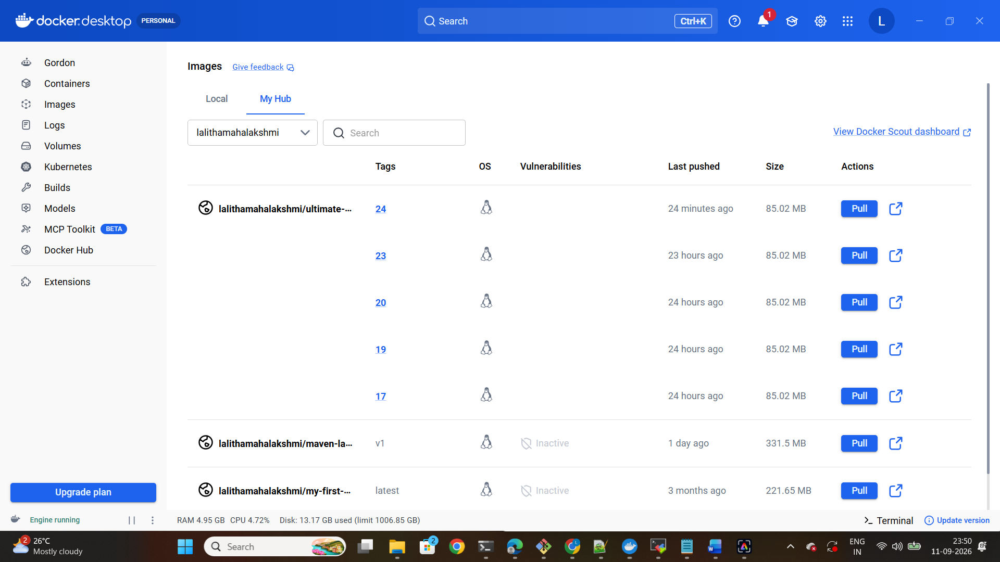 docker.desktop PERSONAL
Search Ctrl+K
1
L
Gordon
Containers
Images
Logs
Volumes
Kubernetes
Builds
Models
MCP Toolkit BETA
Docker Hub
Extensions
Upgrade plan
Images Give feedback
Local My Hub
lalithamahalakshmi Search
View Docker Scout dashboard
Tags OS Vulnerabilities Last pushed Size Actions
lalithamahalakshmi/ultimate-... 24 24 minutes ago 85.02 MB Pull
23 23 hours ago 85.02 MB Pull
20 24 hours ago 85.02 MB Pull
19 24 hours ago 85.02 MB Pull
17 24 hours ago 85.02 MB Pull
lalithamahalakshmi/maven-la... v1 Inactive 1 day ago 331.5 MB Pull
lalithamahalakshmi/my-first-... latest Inactive 3 months ago 221.65 MB Pull
Engine running RAM 4.95 GB CPU 4.72% Disk: 13.17 GB used (limit 1006.85 GB) Terminal Update version
2 26°C
Mostly cloudy
Search
2
L
W
ENG
IN
23:50
11-09-2026